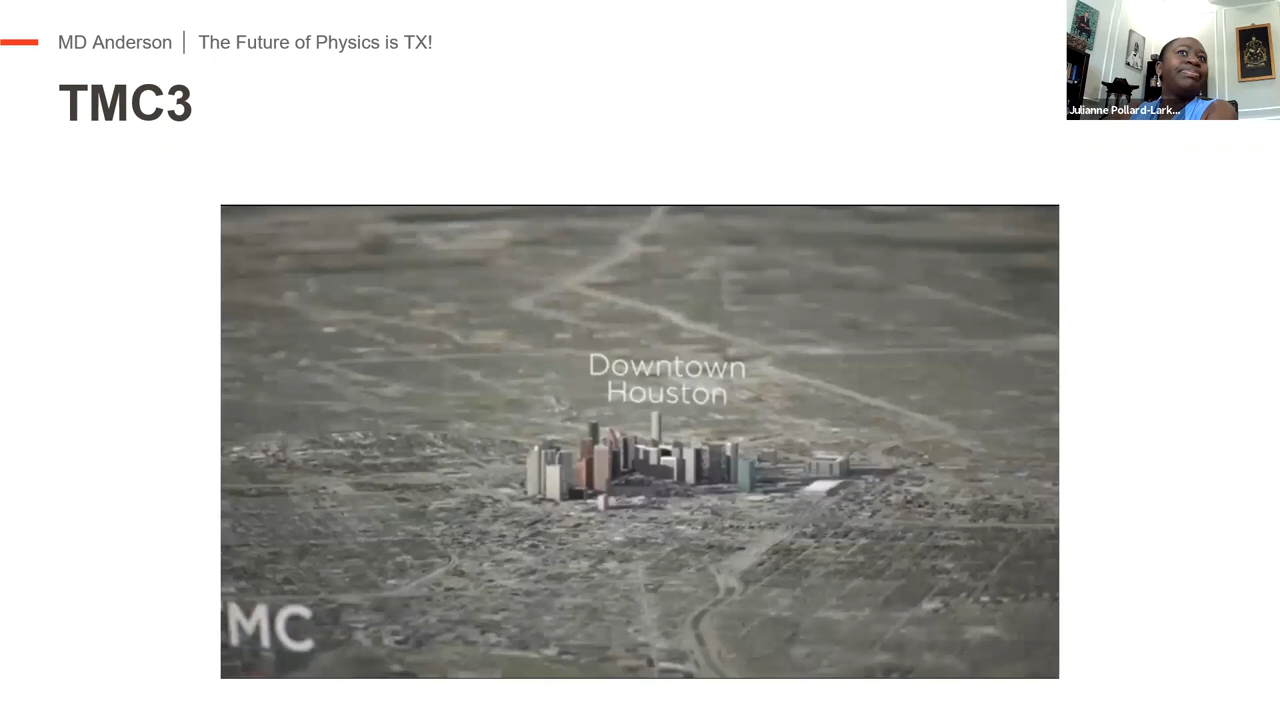 MD Anderson | The Future of Physics is TX!
TMC3
Julianne Pollard-Lark...
Downtown
Houston
MC